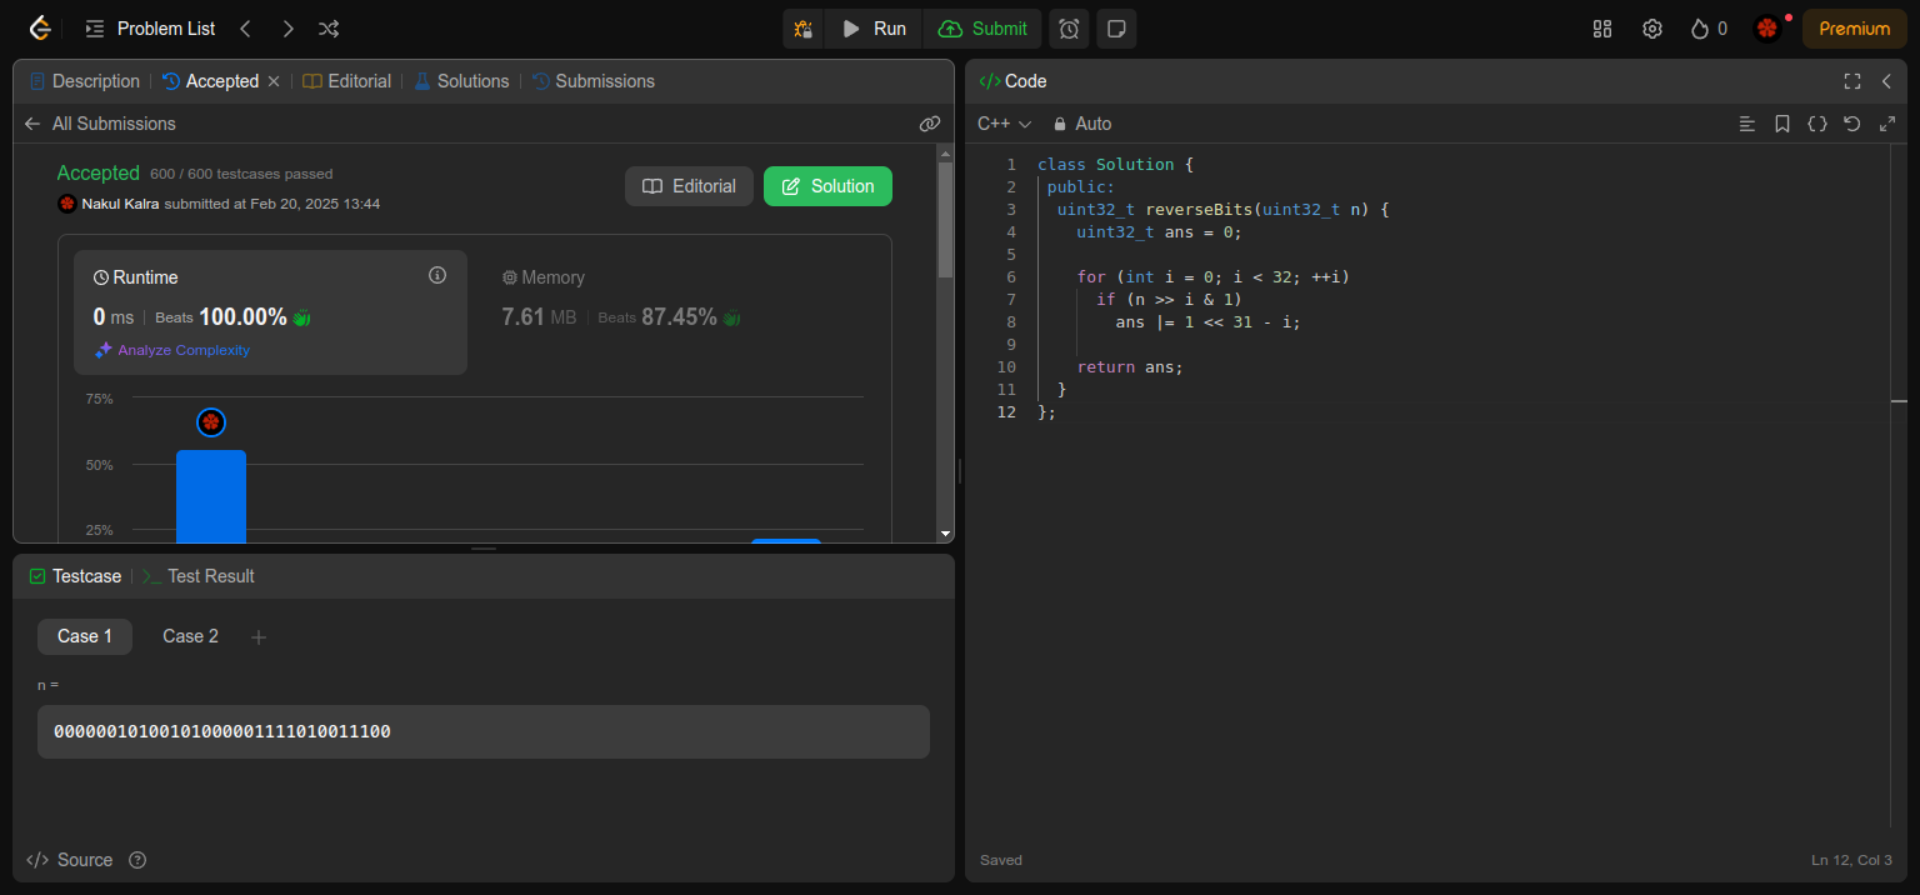 Problem List
Run
Submit
0
Premium
Description
Accepted
Editorial
Solutions
Submissions
All Submissions
Accepted 600 / 600 testcases passed
Nakul Kalra submitted at Feb 20, 2025 13:44
Editorial
Solution
Runtime
0 ms | Beats 100.00%
Analyze Complexity
Memory
7.61 MB | Beats 87.45%
75%
50%
25%
Testcase
Test Result
Case 1
Case 2
n =
00000010100101000001111010011100
Source
Code
C++
Auto
1 class Solution {
2 public:
3 uint32_t reverseBits(uint32_t n) {
4 uint32_t ans = 0;
5
6 for (int i = 0; i < 32; ++i)
7 if (n >> i & 1)
8 ans |= 1 << 31 - i;
9
10 return ans;
11 }
12 };
Saved
Ln 12, Col 3